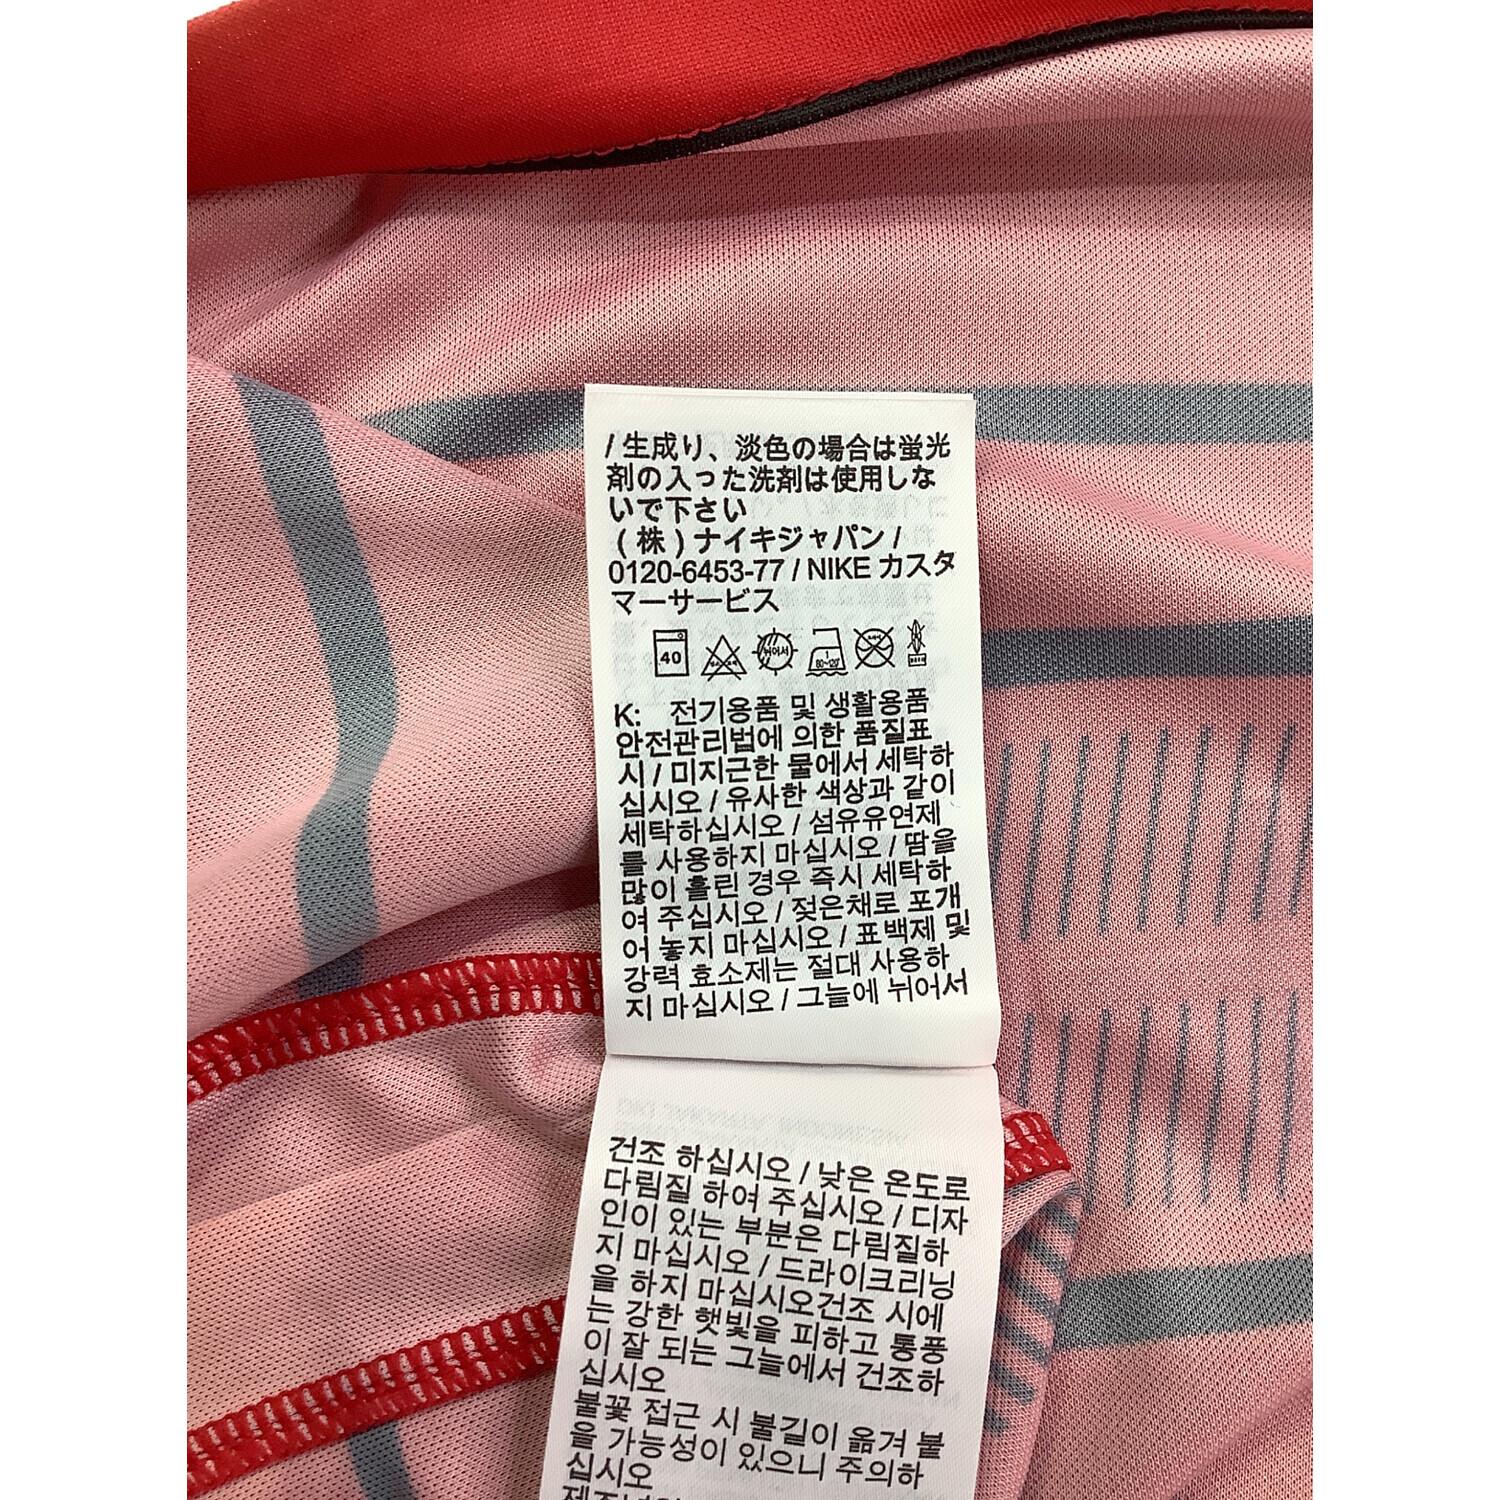 / 生成り、淡色の場合は蛍光
剤の入った洗剤は使用しな
いで下さい
( 株 ) ナイキジャパン /
0120-6453-77 / NIKE カスタ
マーサービス
40
뉘어서
80~120
K: 전기용품 및 생활용품
안전관리법에 의한 품질표
시 / 미지근한 물에서 세탁하
십시오 / 유사한 색상과 같이
세탁하십시오 / 섬유유연제
를 사용하지 마십시오 / 땀을
많이 흘린 경우 즉시 세탁하
여 주십시오 / 젖은채로 포개
어 놓지 마십시오 / 표백제 및
강력 효소제는 절대 사용하
지 마십시오 / 그늘에 뉘어서
건조 하십시오 / 낮은 온도로
다림질 하여 주십시오 / 디자
인이 있는 부분은 다림질하
지 마십시오 / 드라이크리닝
을 하지 마십시오건조 시에
는 강한 햇빛을 피하고 통풍
이 잘 되는 그늘에서 건조하
십시오
불꽃 접근 시 불길이 옮겨 붙
을 가능성이 있으니 주의하
십시오